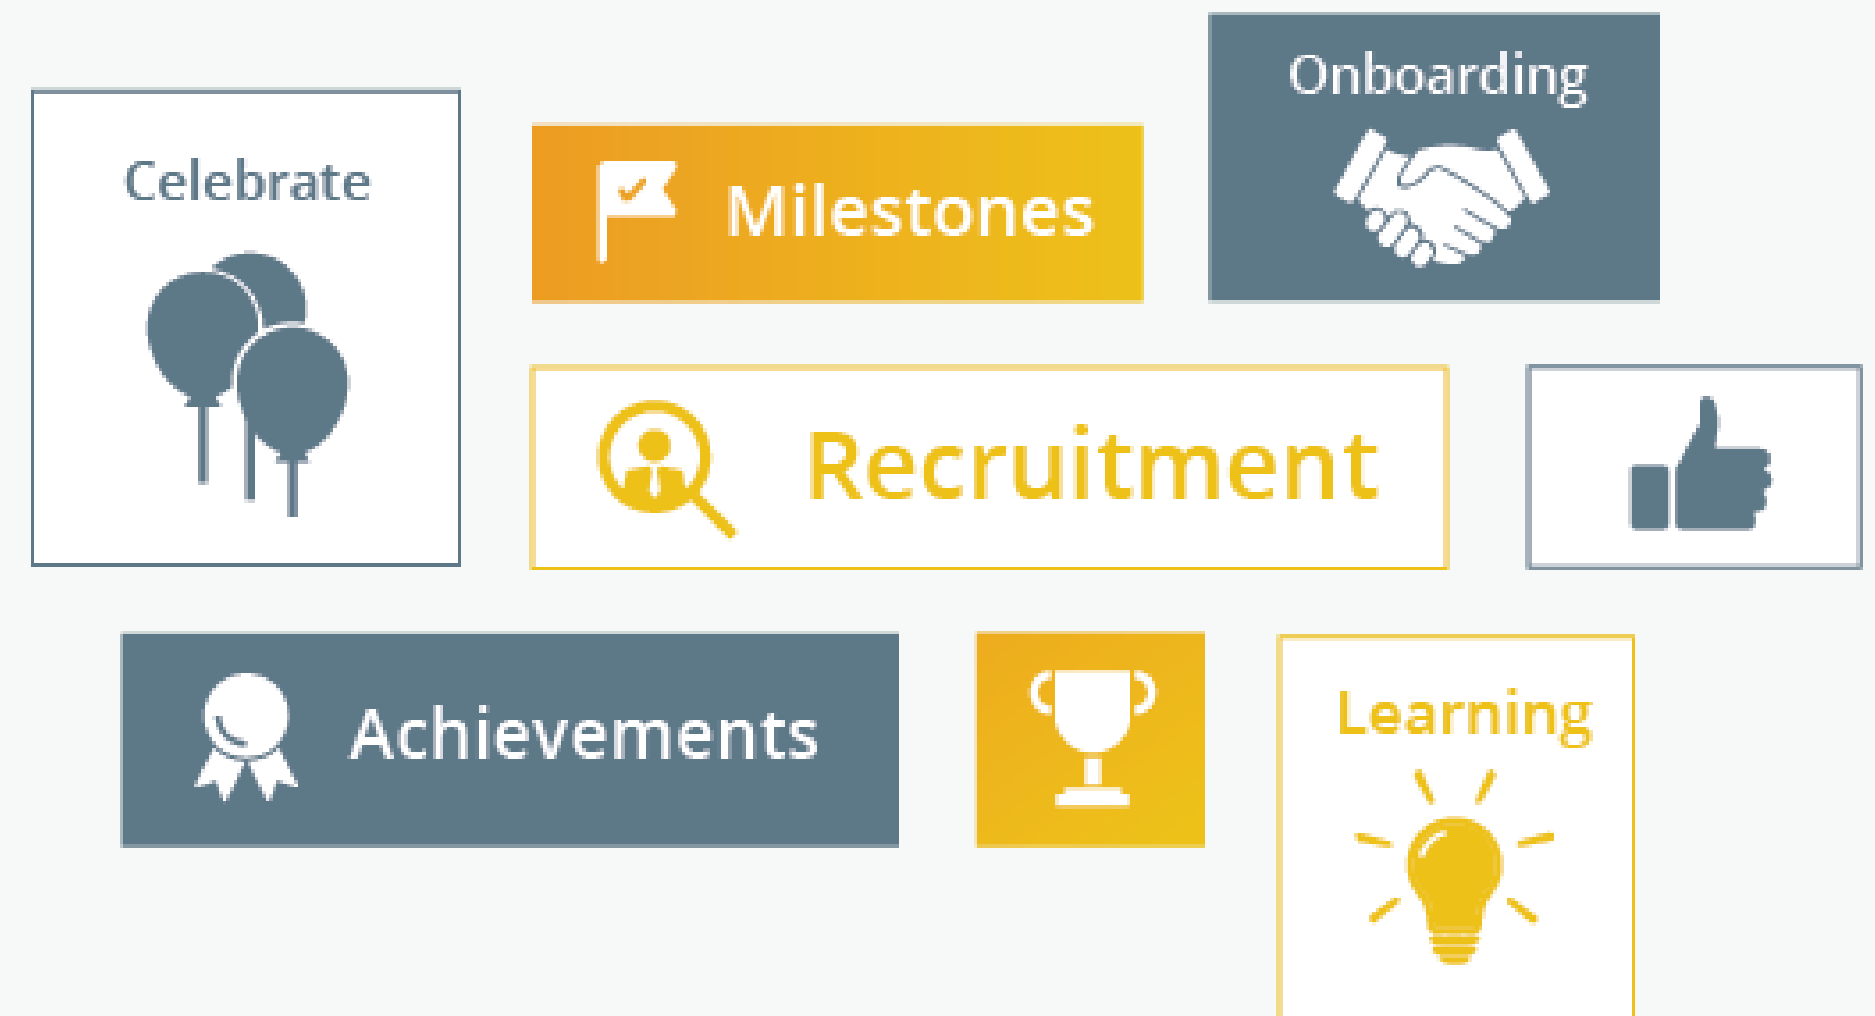 Onboarding
Celebrate
Milestones
Recruitment
Achievements
Learning